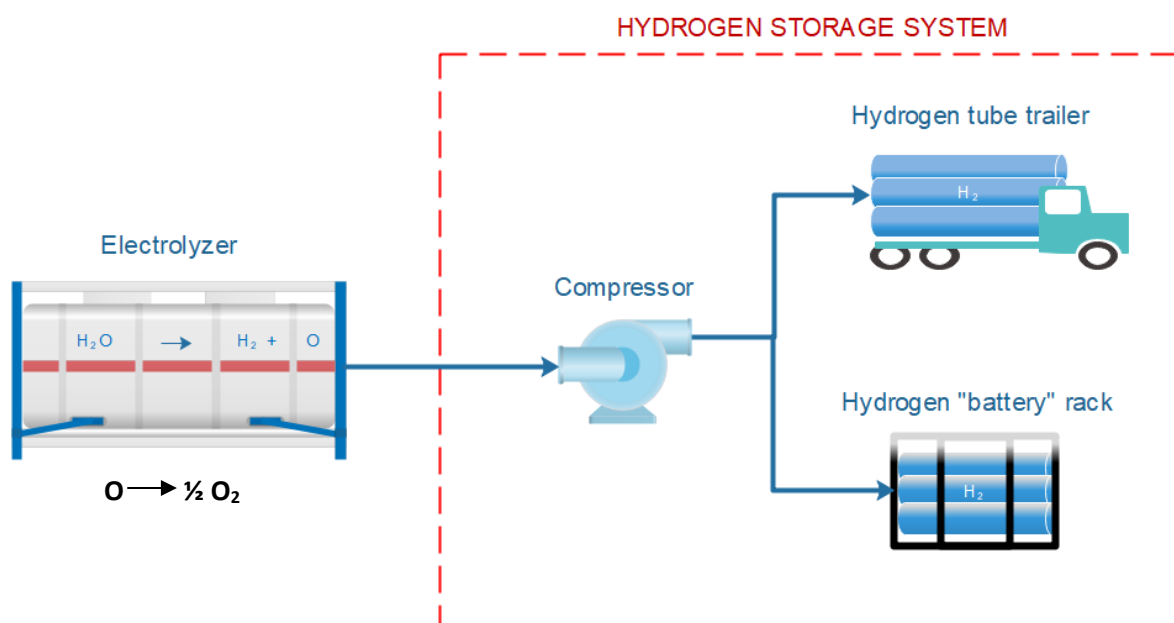 HYDROGEN STORAGE SYSTEM
Hydrogen tube trailer
H₂
Electrolyzer
Compressor
H₂O → H₂ + O
Hydrogen "battery" rack
H₂
O → ½ O₂